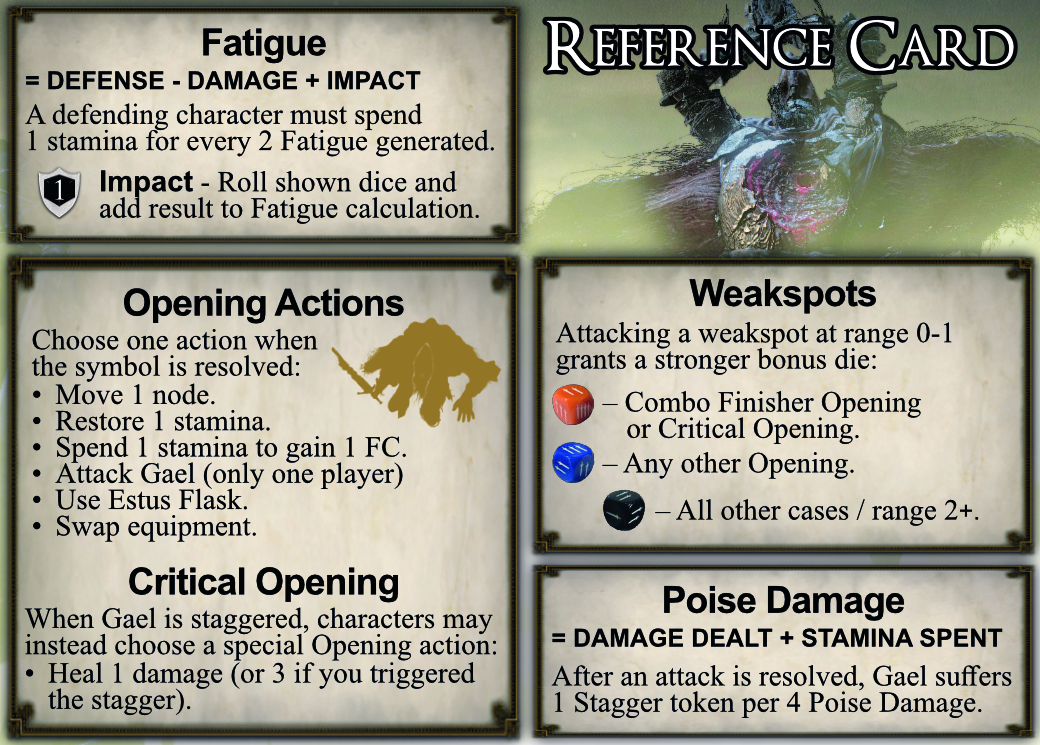 REFERENCE CARD
Fatigue
= DEFENSE - DAMAGE + IMPACT
A defending character must spend
1 stamina for every 2 Fatigue generated.
1
Impact - Roll shown dice and
add result to Fatigue calculation.
Opening Actions
Choose one action when
the symbol is resolved:
• Move 1 node.
• Restore 1 stamina.
• Spend 1 stamina to gain 1 FC.
• Attack Gael (only one player)
• Use Estus Flask.
• Swap equipment.
Critical Opening
When Gael is staggered, characters may
instead choose a special Opening action:
• Heal 1 damage (or 3 if you triggered
the stagger).
Weakspots
Attacking a weakspot at range 0-1
grants a stronger bonus die:
– Combo Finisher Opening
or Critical Opening.
– Any other Opening.
– All other cases / range 2+.
Poise Damage
= DAMAGE DEALT + STAMINA SPENT
After an attack is resolved, Gael suffers
1 Stagger token per 4 Poise Damage.